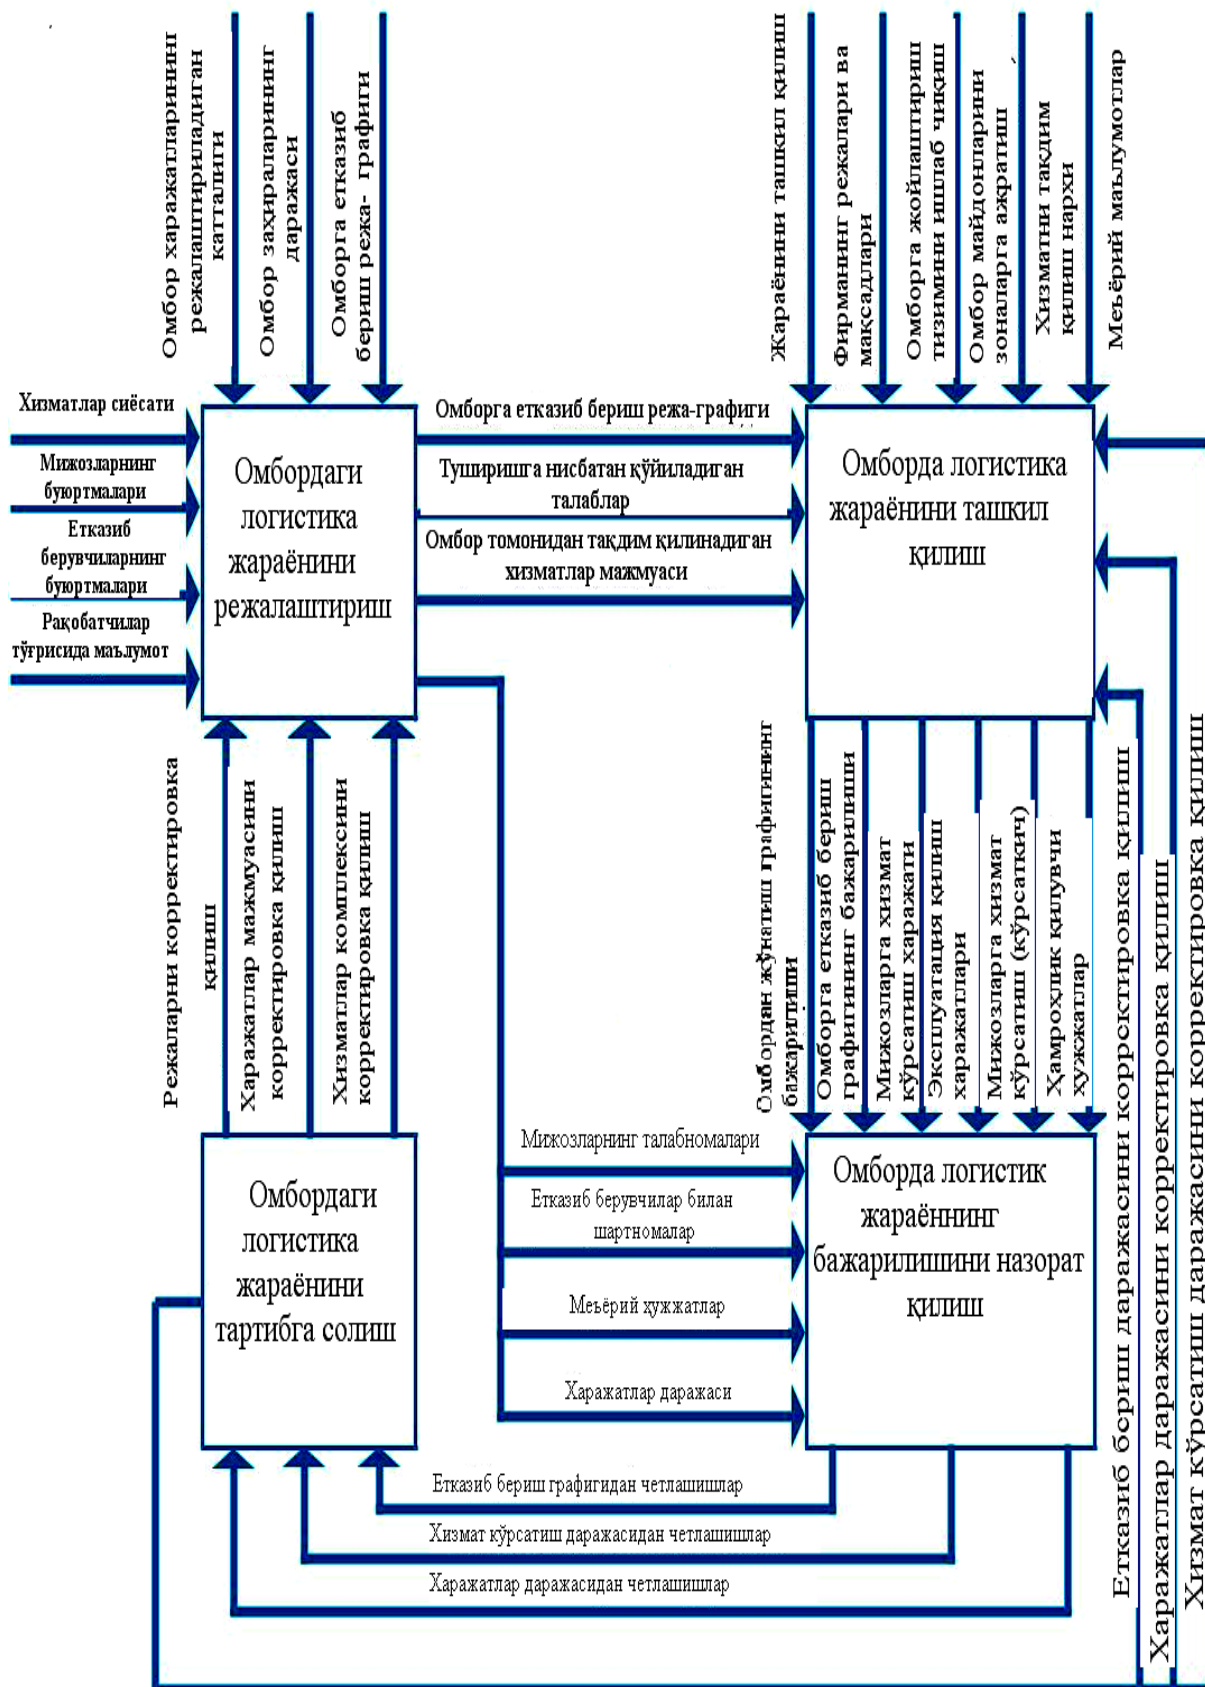 Омбор харажатларининг
режалаштириладиган
катталиги
Омбор заҳираларининг
даражаси
Омборга етказиб
бериш режа- графиги
Жараёнини ташкил қилиш
Фирманинг режалари ва
мақсадлари
Омборга жойлаштириш
тизимини ишлаб чиқиш
Омбор майдонларини
зоналарга ажратиш
Хизматни тақдим
қилиш нархи
Меьёрий маълумотлар
Хизматлар сиёсати
Мижозларнинг
буюртмалари
Етказиб
берувчиларнинг
буюртмалари
Рақобатчилар
тўғрисида маълумот
Омбордаги
логистика
жараёнини
режалаштириш
Омборга етказиб бериш режа-графиги
Туширишга нисбатан қўйиладиган
талаблар
Омбор томонидан тақдим қилинадиган
хизматлар мажмуаси
Омборда логистика
жараёнини ташкил
қилиш
Режаларни корректировка
қилиш
Харажатлар мажмуасини
корректировка қилиш
Хизматлар комплексини
корректировка қилиш
Омбордан жўнатиш графигининг
бажарилиши
Омборга етказиб бериш
графигининг бажарилиши
Мижозларга хизмат
кўрсатиш харажати
Эксплуатация қилиш
харажатлари
Мижозларга хизмат
кўрсатиш (кўрсаткич)
Ҳамроҳлик қилувчи
ҳужжатлар
Етказиб бориш даражасини коррсктировка қилиш
Харажатлар даражасини корректировка қилиш
Хизмат кўрсатиш даражасини корректировка қилиш
Омбордаги
логистика
жараёнини
тартибга солиш
Мижозларнинг талабномалари
Етказиб берувчилар билан
шартномалар
Меъёрий ҳужжатлар
Харажатлар даражаси
Омборда логистик
жараённинг
бажарилишини назорат
қилиш
Етказиб бериш графигидан четлашишлар
Хизмат кўрсатиш даражасидан четлашишлар
Харажатлар даражасидан четлашишлар